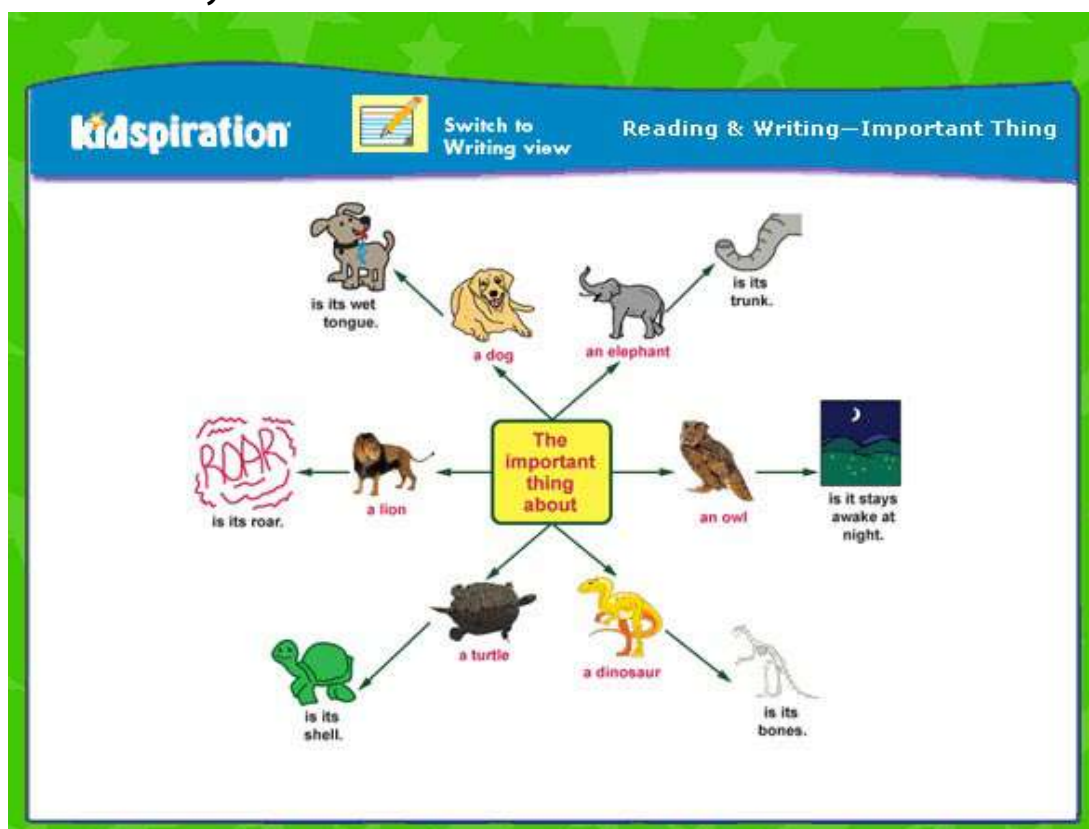 kidspiration
Switch to
Writing view
Reading & Writing—Important Thing
is its wet
tongue.
a dog
an elephant
is its
trunk.
ROAR
is its roar.
a lion
The
important
thing
about
an owl
is it stays
awake at
night.
a turtle
is its
shell.
a dinosaur
is its
bones.